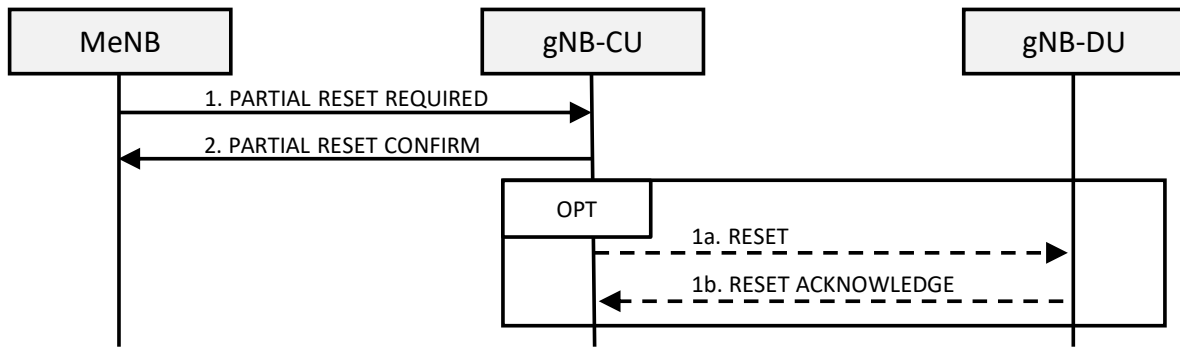 MeNB
gNB-CU
gNB-DU
1. PARTIAL RESET REQUIRED
2. PARTIAL RESET CONFIRM
OPT
1a. RESET
1b. RESET ACKNOWLEDGE